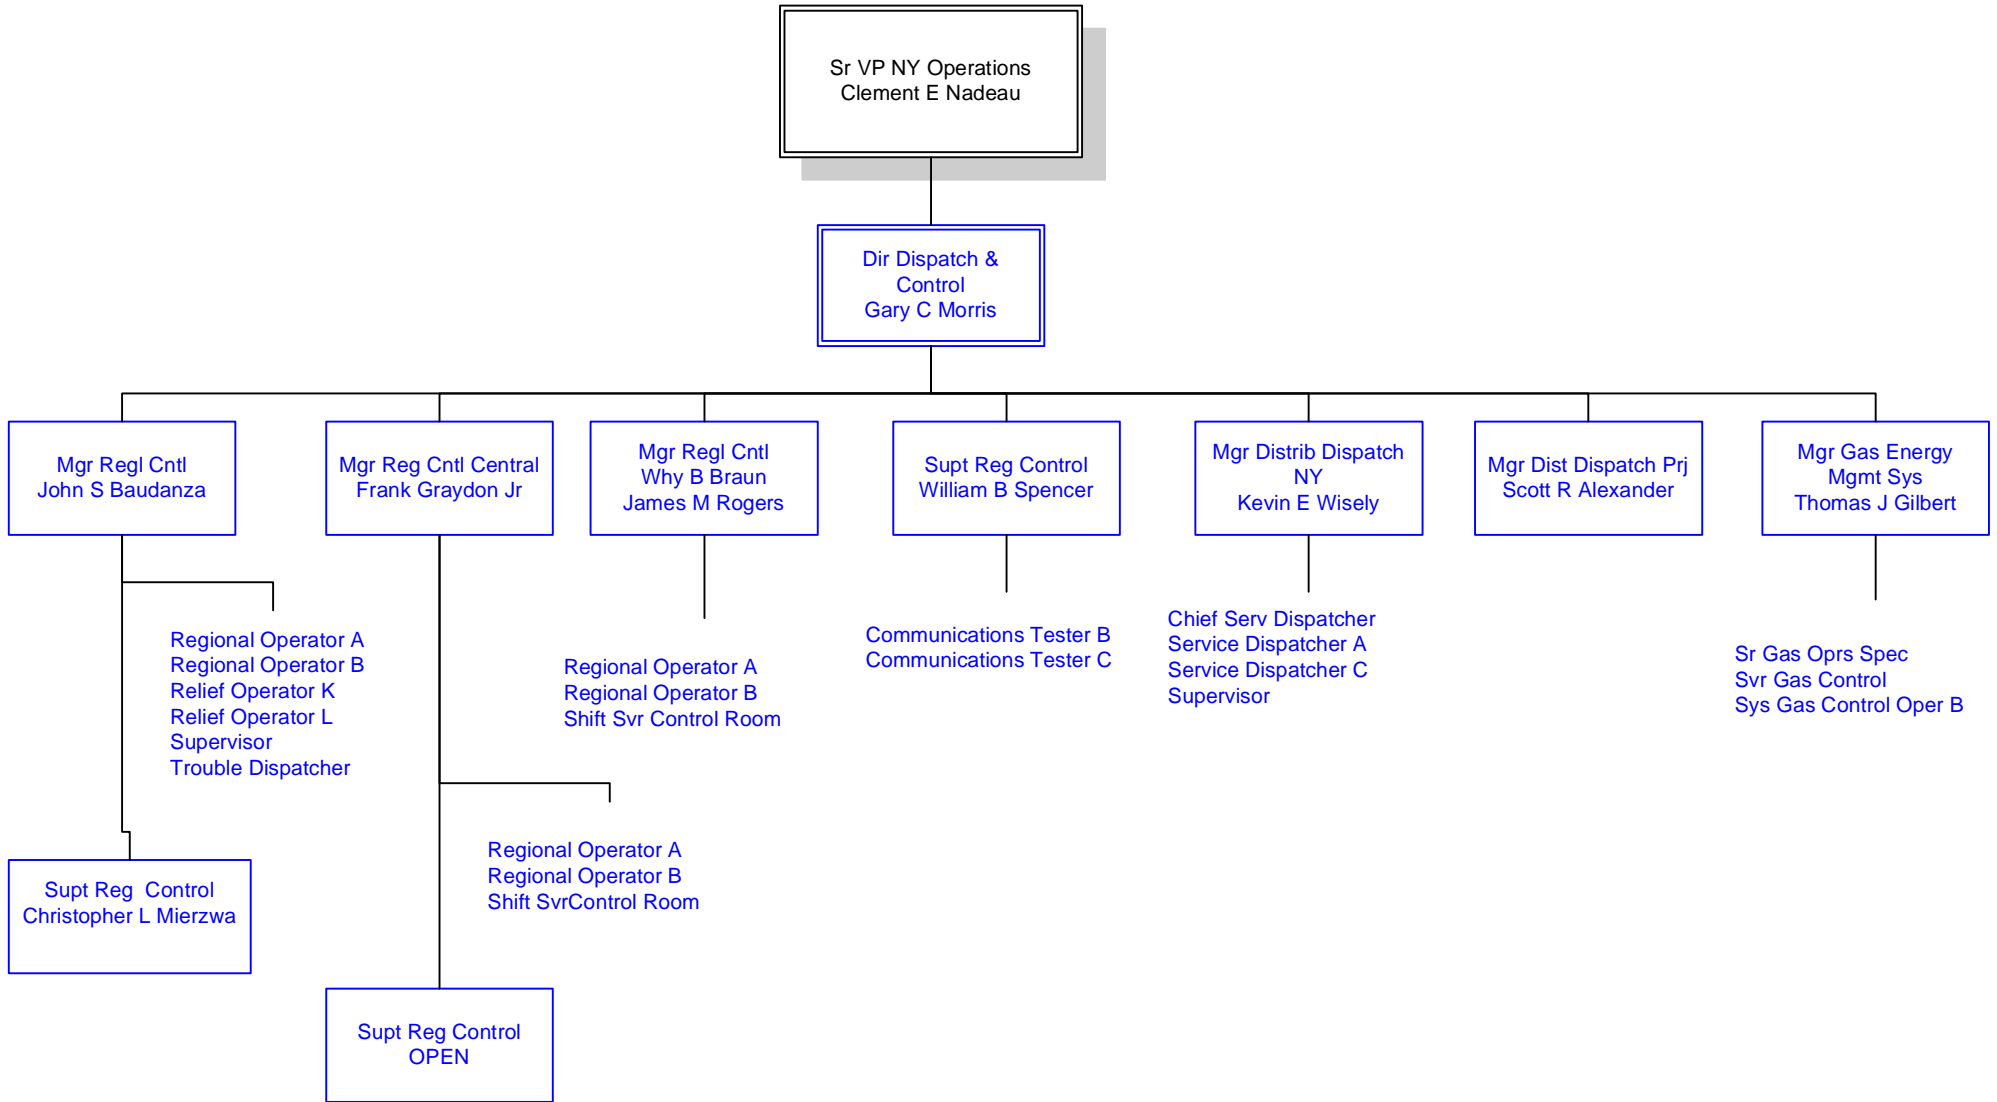 Sr VP NY Operations
Clement E Nadeau
Dir Dispatch &
Control
Gary C Morris
Mgr Regl Cntl
John S Baudanza
Mgr Reg Cntl Central
Frank Graydon Jr
Mgr Regl Cntl
Why B Braun
James M Rogers
Supt Reg Control
William B Spencer
Mgr Distrib Dispatch
NY
Kevin E Wisely
Mgr Dist Dispatch Prj
Scott R Alexander
Mgr Gas Energy
Mgmt Sys
Thomas J Gilbert
Regional Operator A
Regional Operator B
Relief Operator K
Relief Operator L
Supervisor
Trouble Dispatcher
Regional Operator A
Regional Operator B
Shift Svr Control Room
Communications Tester B
Communications Tester C
Chief Serv Dispatcher
Service Dispatcher A
Service Dispatcher C
Supervisor
Sr Gas Oprs Spec
Svr Gas Control
Sys Gas Control Oper B
Regional Operator A
Regional Operator B
Shift SvrControl Room
Supt Reg  Control
Christopher L Mierzwa
Supt Reg Control
OPEN